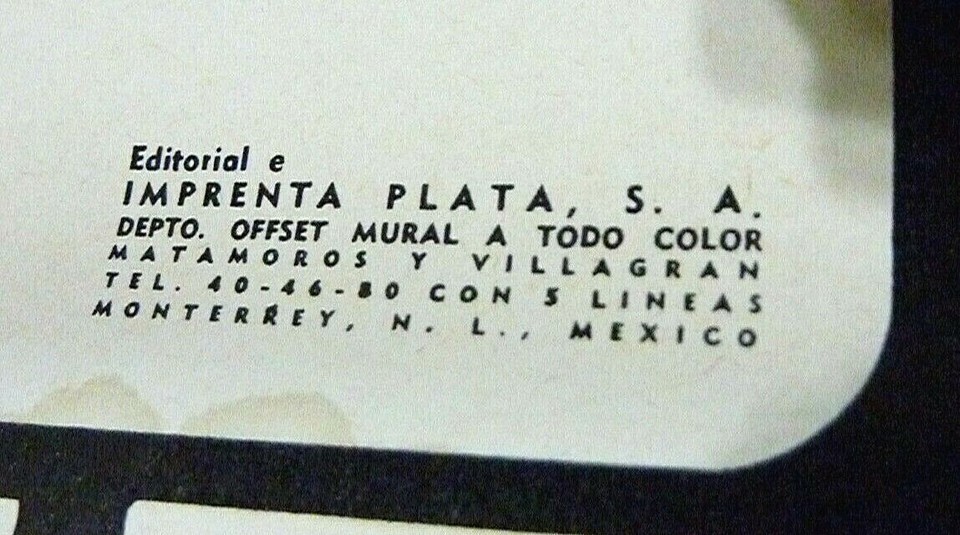 Editorial e
IMPRENTA PLATA, S. A.
DEPTO. OFFSET MURAL A TODO COLOR
MATAMOROS Y VILLAGRAN
TEL. 40-46-80 CON 5 LINEAS
MONTERREY, N. L., MEXICO